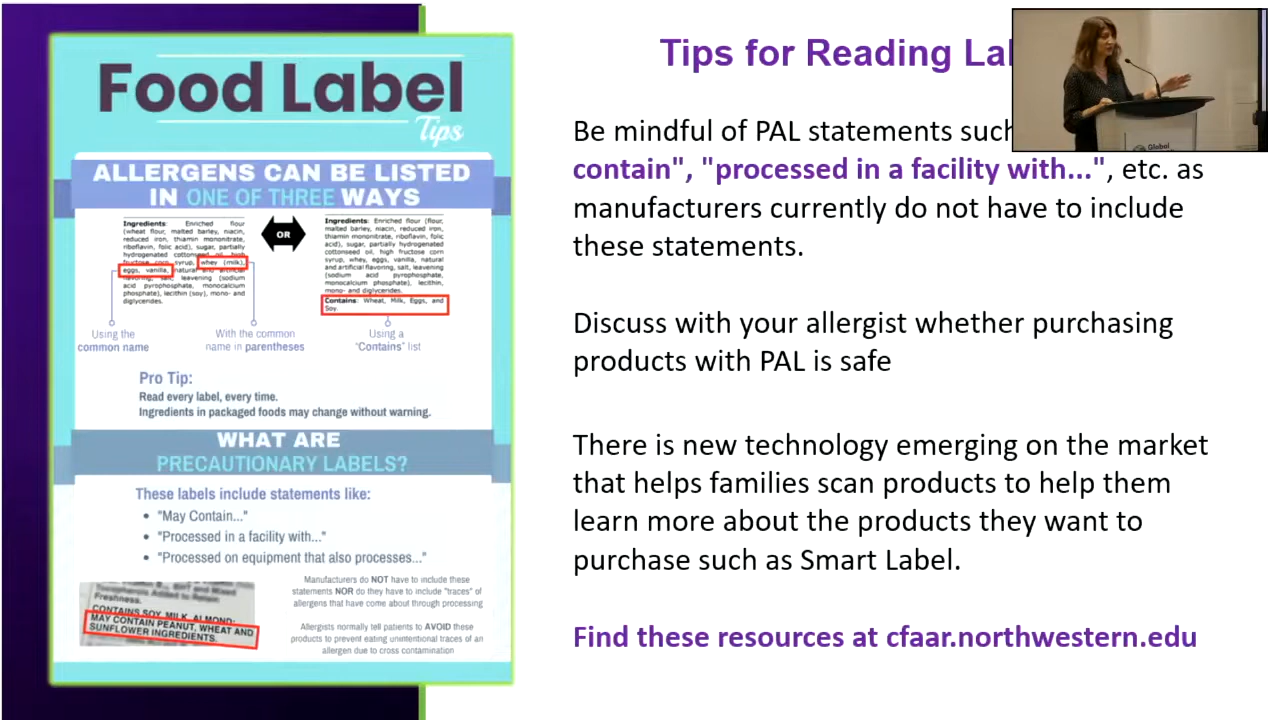 Food Label
Tips
ALLERGENS CAN BE LISTED
IN ONE OF THREE WAYS
Ingredients: Enriched flour
(wheat flour, malted barley, niacin,
reduced iron, thiamin mononitrate,
riboflavin, folic acid), sugar, partially
hydrogenated cottonseed oil, high
fructose corn syrup, whey (milk),
eggs, vanilla, natural and artificial
flavoring, salt, leavening (sodium
acid pyrophosphate, monocalcium
phosphate), lecithin (soy), mono- and
diglycerides.
OR
Ingredients: Enriched flour (flour,
malted barley, niacin, reduced iron,
thiamin mononitrate, riboflavin, folic
acid), sugar, partially hydrogenated
cottonseed oil, high fructose corn
syrup, whey, eggs, vanilla, natural
and artificial flavoring, salt, leavening
(sodium acid pyrophosphate,
monocalcium phosphate), lecithin,
mono- and diglycerides.
Contains: Wheat, Milk, Eggs, and
Soy.
Using the
common name
With the common
name in parentheses
Using a
"Contains" list
Pro Tip:
Read every label, every time.
Ingredients in packaged foods may change without warning.
WHAT ARE
PRECAUTIONARY LABELS?
These labels include statements like:
• "May Contain..."
• "Processed in a facility with..."
• "Processed on equipment that also processes..."
Freshness.
CONTAINS SOY, MILK, ALMOND;
MAY CONTAIN PEANUT, WHEAT AND
SUNFLOWER INGREDIENTS.
Manufacturers do NOT have to include these
statements NOR do they have to include "traces" of
allergens that have come about through processing
Allergists normally tell patients to AVOID these
products to prevent eating unintentional traces of an
allergen due to cross contamination
Tips for Reading
Be mindful of PAL statements
contain", "processed in a facility with...", etc. as
manufacturers currently do not have to include
these statements.
Discuss with your allergist whether purchasing
products with PAL is safe
There is new technology emerging on the market
that helps families scan products to help them
learn more about the products they want to
purchase such as Smart Label.
Find these resources at cfaar.northwestern.edu
Global